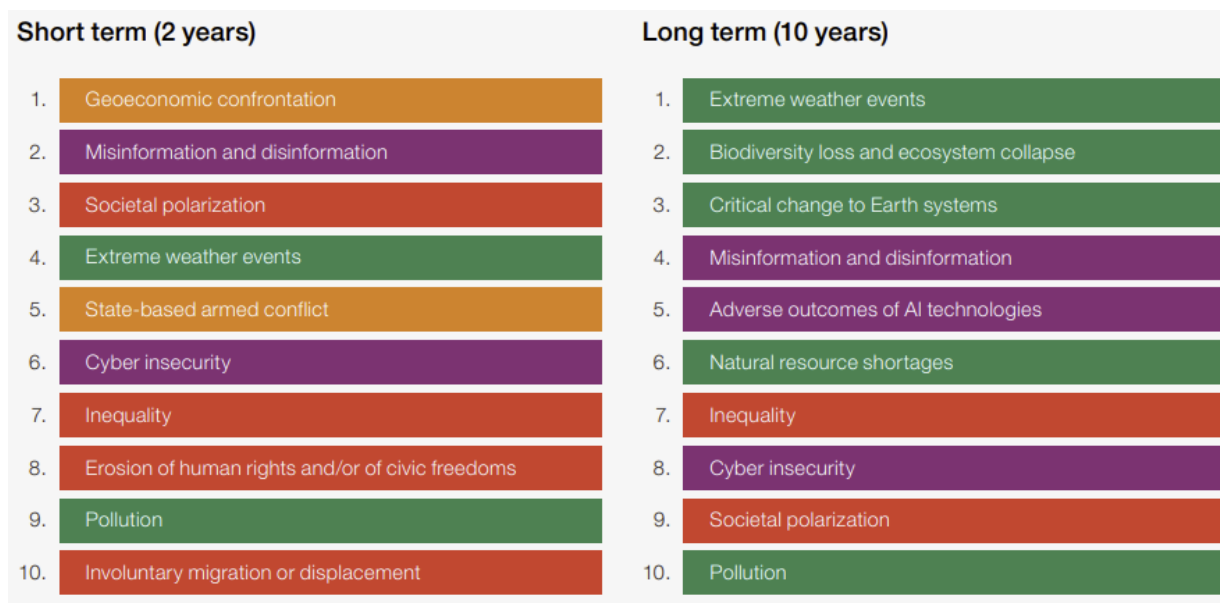 Short term (2 years)
1. Geoeconomic confrontation
2. Misinformation and disinformation
3. Societal polarization
4. Extreme weather events
5. State-based armed conflict
6. Cyber insecurity
7. Inequality
8. Erosion of human rights and/or of civic freedoms
9. Pollution
10. Involuntary migration or displacement
Long term (10 years)
1. Extreme weather events
2. Biodiversity loss and ecosystem collapse
3. Critical change to Earth systems
4. Misinformation and disinformation
5. Adverse outcomes of AI technologies
6. Natural resource shortages
7. Inequality
8. Cyber insecurity
9. Societal polarization
10. Pollution